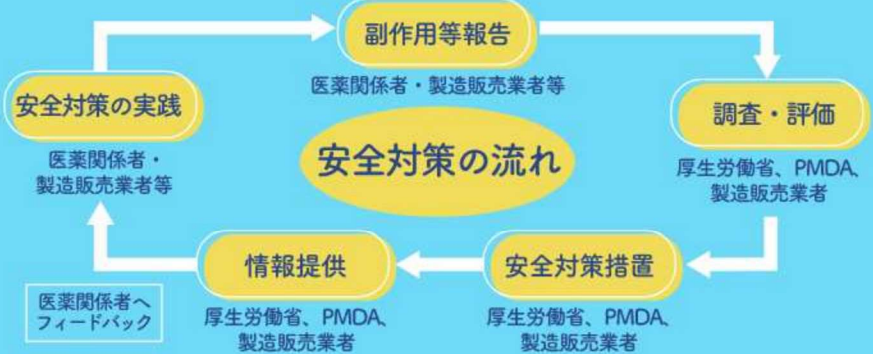 副作用等報告
医薬関係者・製造販売業者等
安全対策の実践
医薬関係者・
製造販売業者等
調査・評価
厚生労働省、PMDA、
製造販売業者
安全対策の流れ
情報提供
厚生労働省、PMDA、
製造販売業者
安全対策措置
厚生労働省、PMDA、
製造販売業者
医薬関係者へ
フィードバック